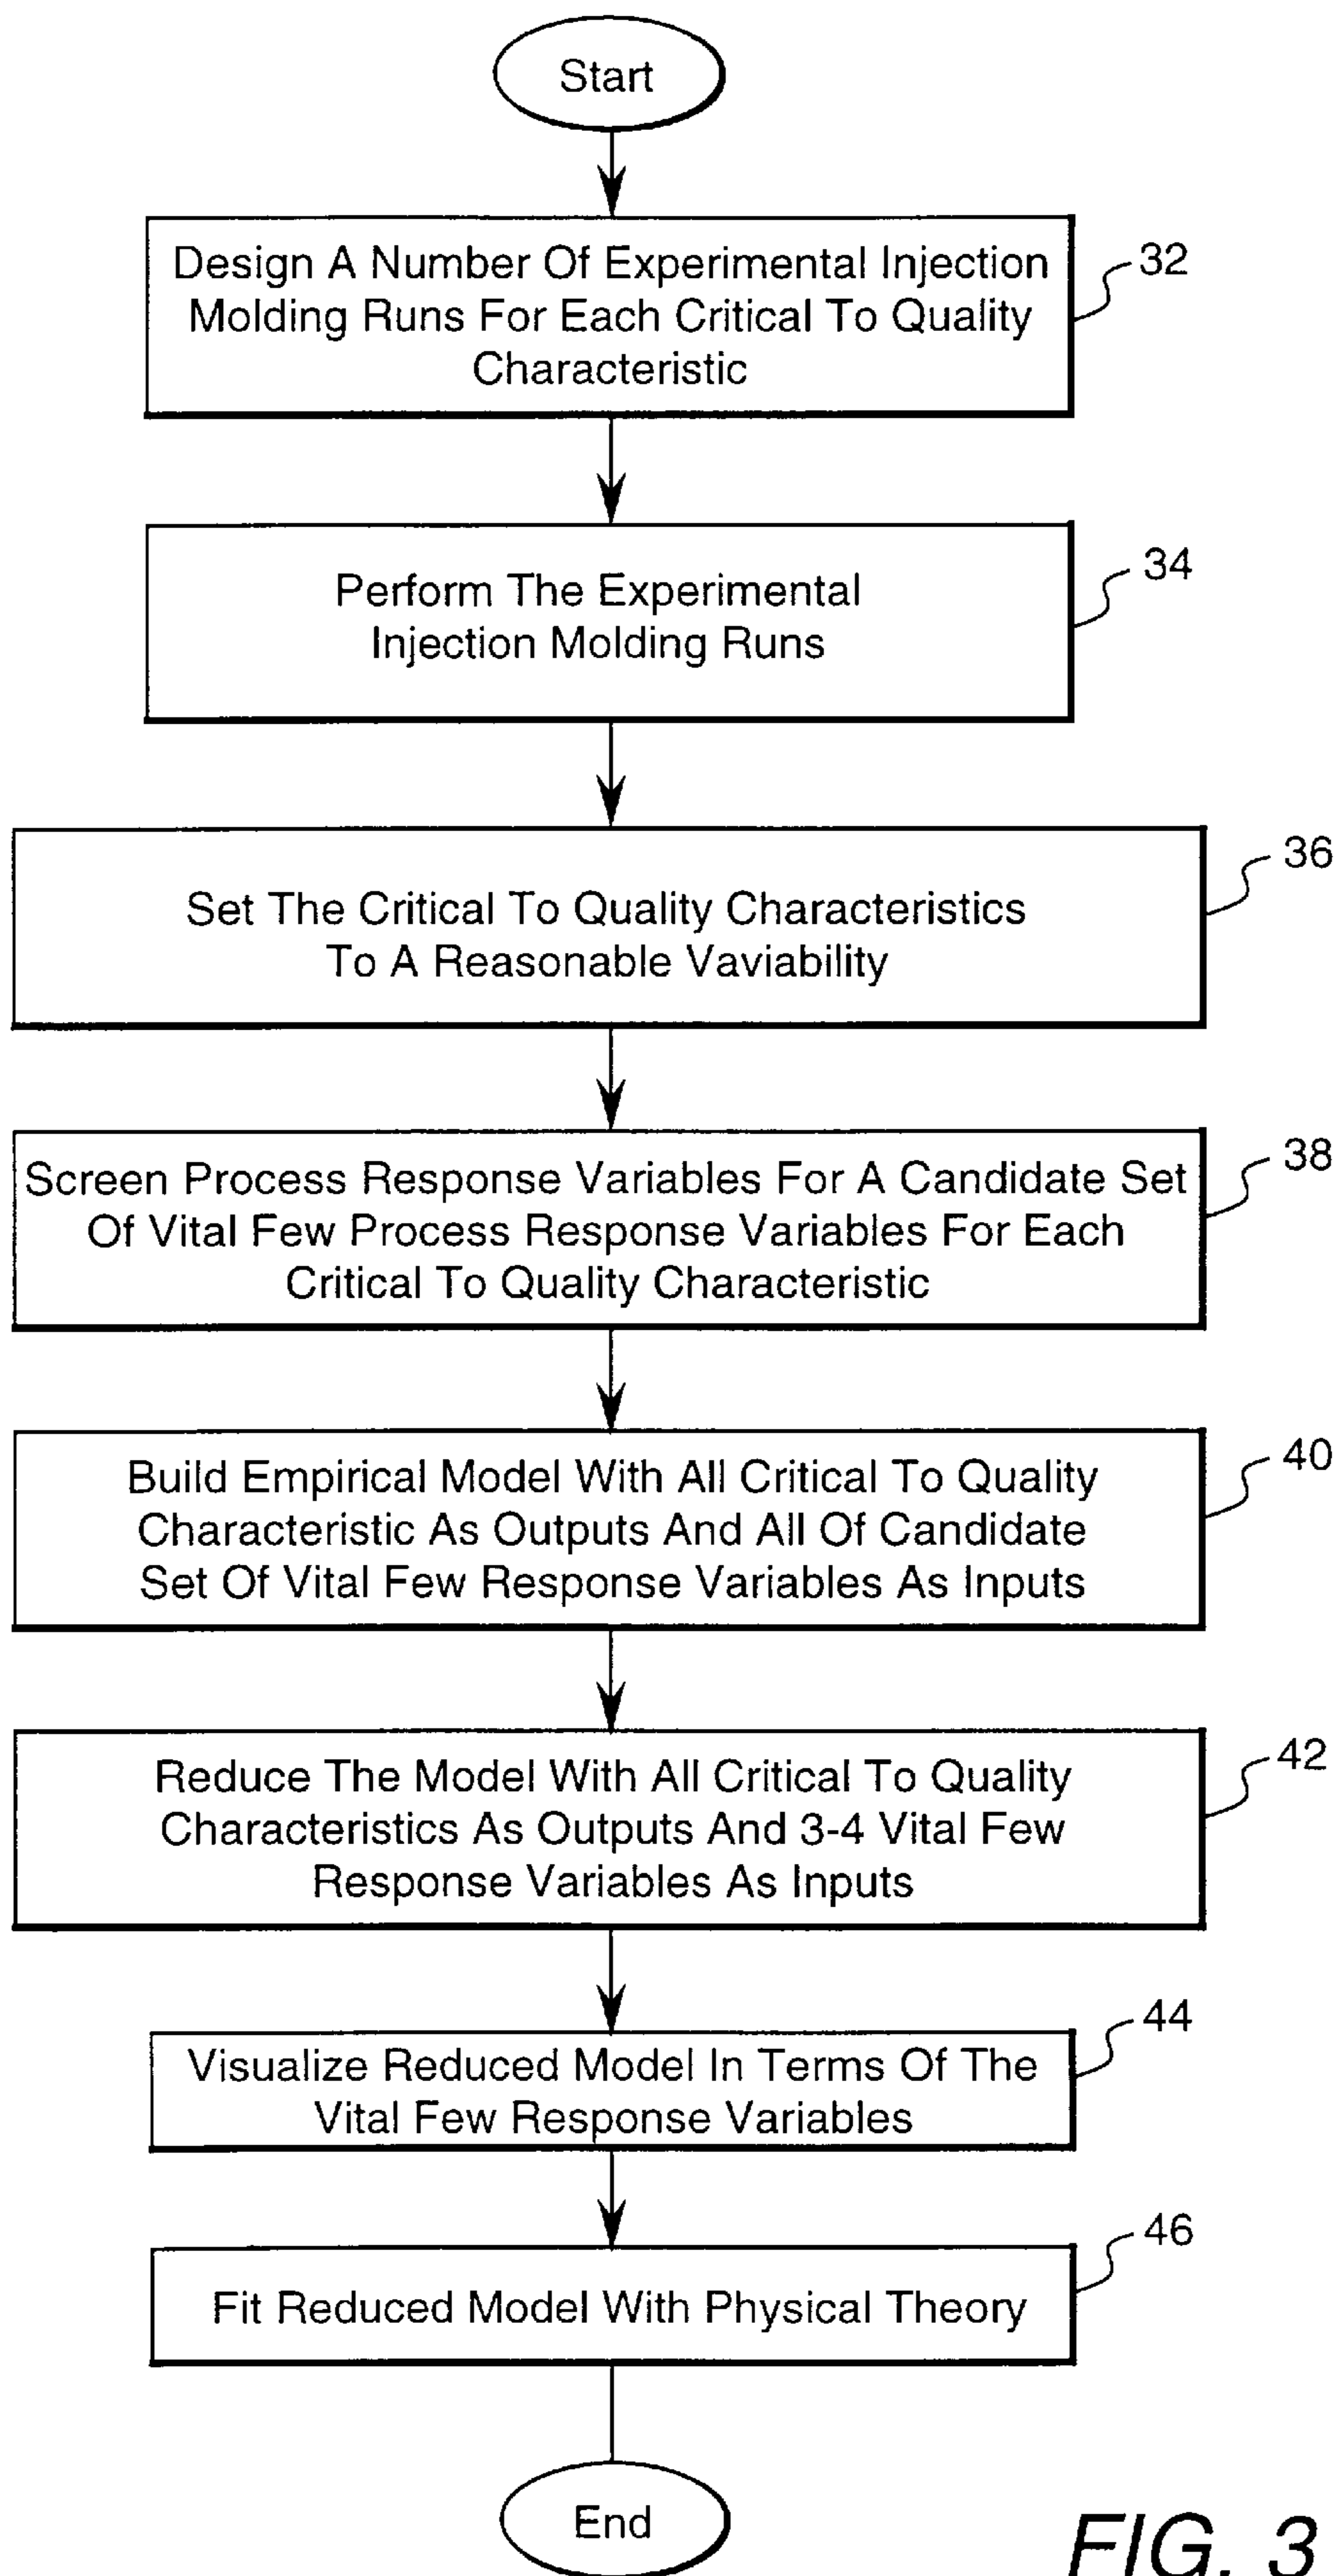 Start
Design A Number Of Experimental Injection
Molding Runs For Each Critical To Quality
Characteristic
32
Perform The Experimental
Injection Molding Runs
34
Set The Critical To Quality Characteristics
To A Reasonable Vaviability
36
Screen Process Response Variables For A Candidate Set
Of Vital Few Process Response Variables For Each
Critical To Quality Characteristic
38
Build Empirical Model With All Critical To Quality
Characteristic As Outputs And All Of Candidate
Set Of Vital Few Response Variables As Inputs
40
Reduce The Model With All Critical To Quality
Characteristics As Outputs And 3-4 Vital Few
Response Variables As Inputs
42
Visualize Reduced Model In Terms Of The
Vital Few Response Variables
44
Fit Reduced Model With Physical Theory
46
End
FIG. 3